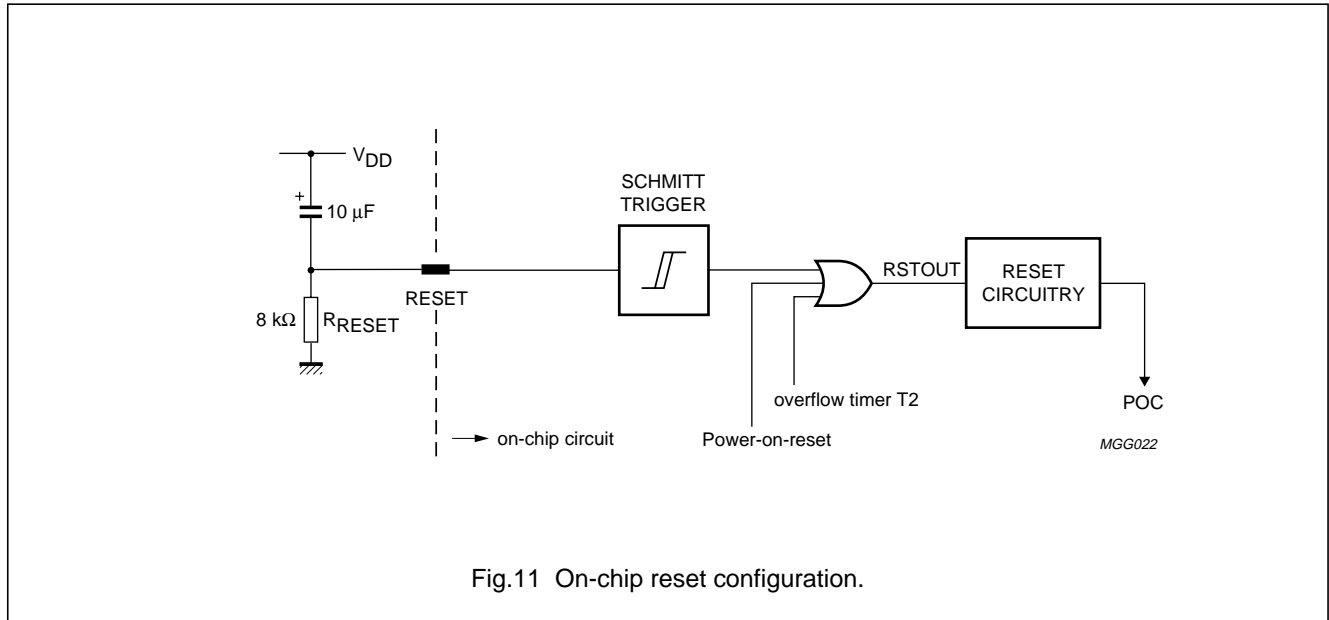 VDD
+
10 μF
SCHMITT
TRIGGER
RESET
8 kΩ
RRESET
RSTOUT
RESET
CIRCUITRY
overflow timer T2
Power-on-reset
POC
on-chip circuit
MGG022
Fig.11 On-chip reset configuration.